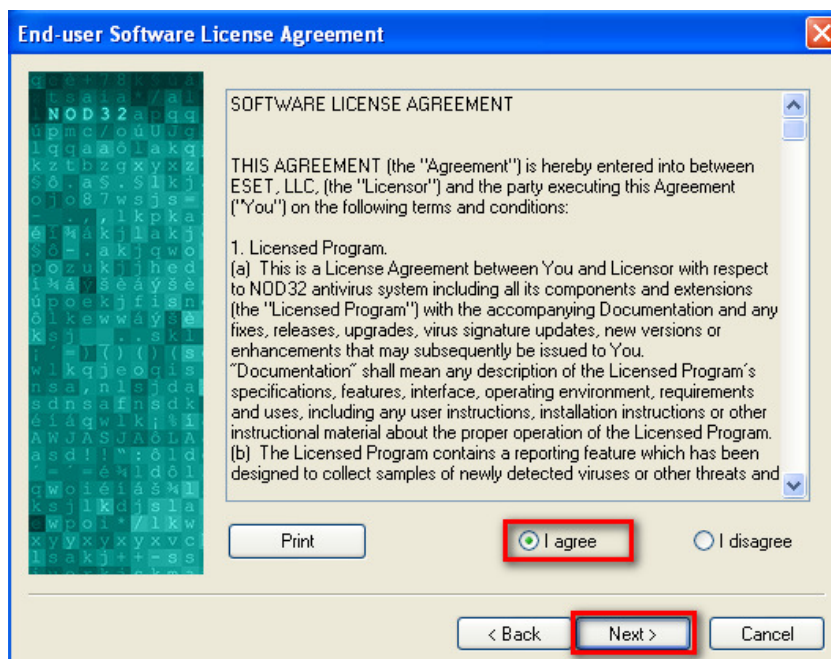 End-user Software License Agreement
NOD32
SOFTWARE LICENSE AGREEMENT
THIS AGREEMENT (the "Agreement") is hereby entered into between
ESET, LLC, (the "Licensor") and the party executing this Agreement
("You") on the following terms and conditions:
1. Licensed Program.
(a) This is a License Agreement between You and Licensor with respect
to NOD32 antivirus system including all its components and extensions
(the "Licensed Program") with the accompanying Documentation and any
fixes, releases, upgrades, virus signature updates, new versions or
enhancements that may subsequently be issued to You.
"Documentation" shall mean any description of the Licensed Program´s
specifications, features, interface, operating environment, requirements
and uses, including any user instructions, installation instructions or other
instructional material about the proper operation of the Licensed Program.
(b) The Licensed Program contains a reporting feature which has been
designed to collect samples of newly detected viruses or other threats and
Print
I agree
I disagree
< Back
Next >
Cancel